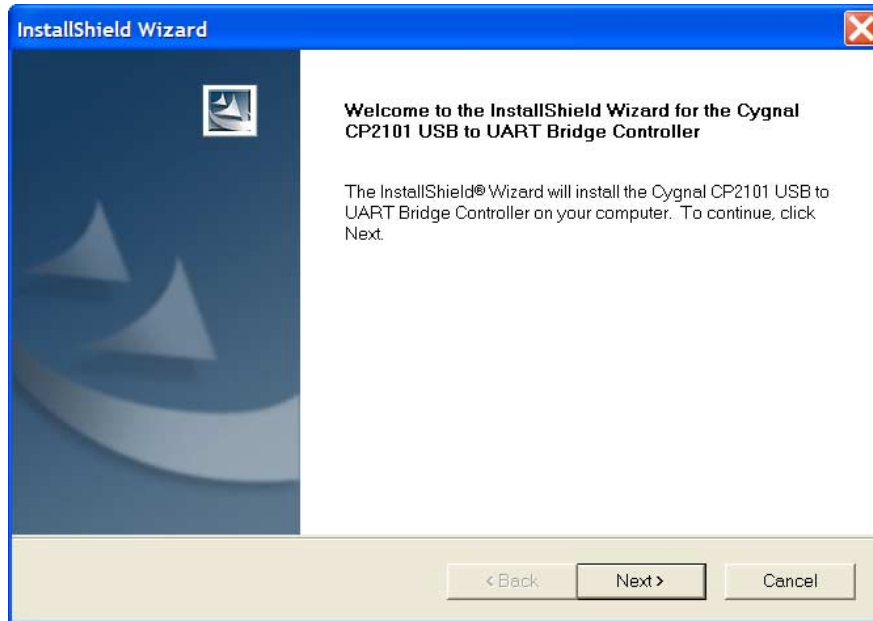 InstallShield Wizard
Welcome to the InstallShield Wizard for the Cygnal
CP2101 USB to UART Bridge Controller
The InstallShield® Wizard will install the Cygnal CP2101 USB to
UART Bridge Controller on your computer.  To continue, click
Next.
< Back
Next >
Cancel